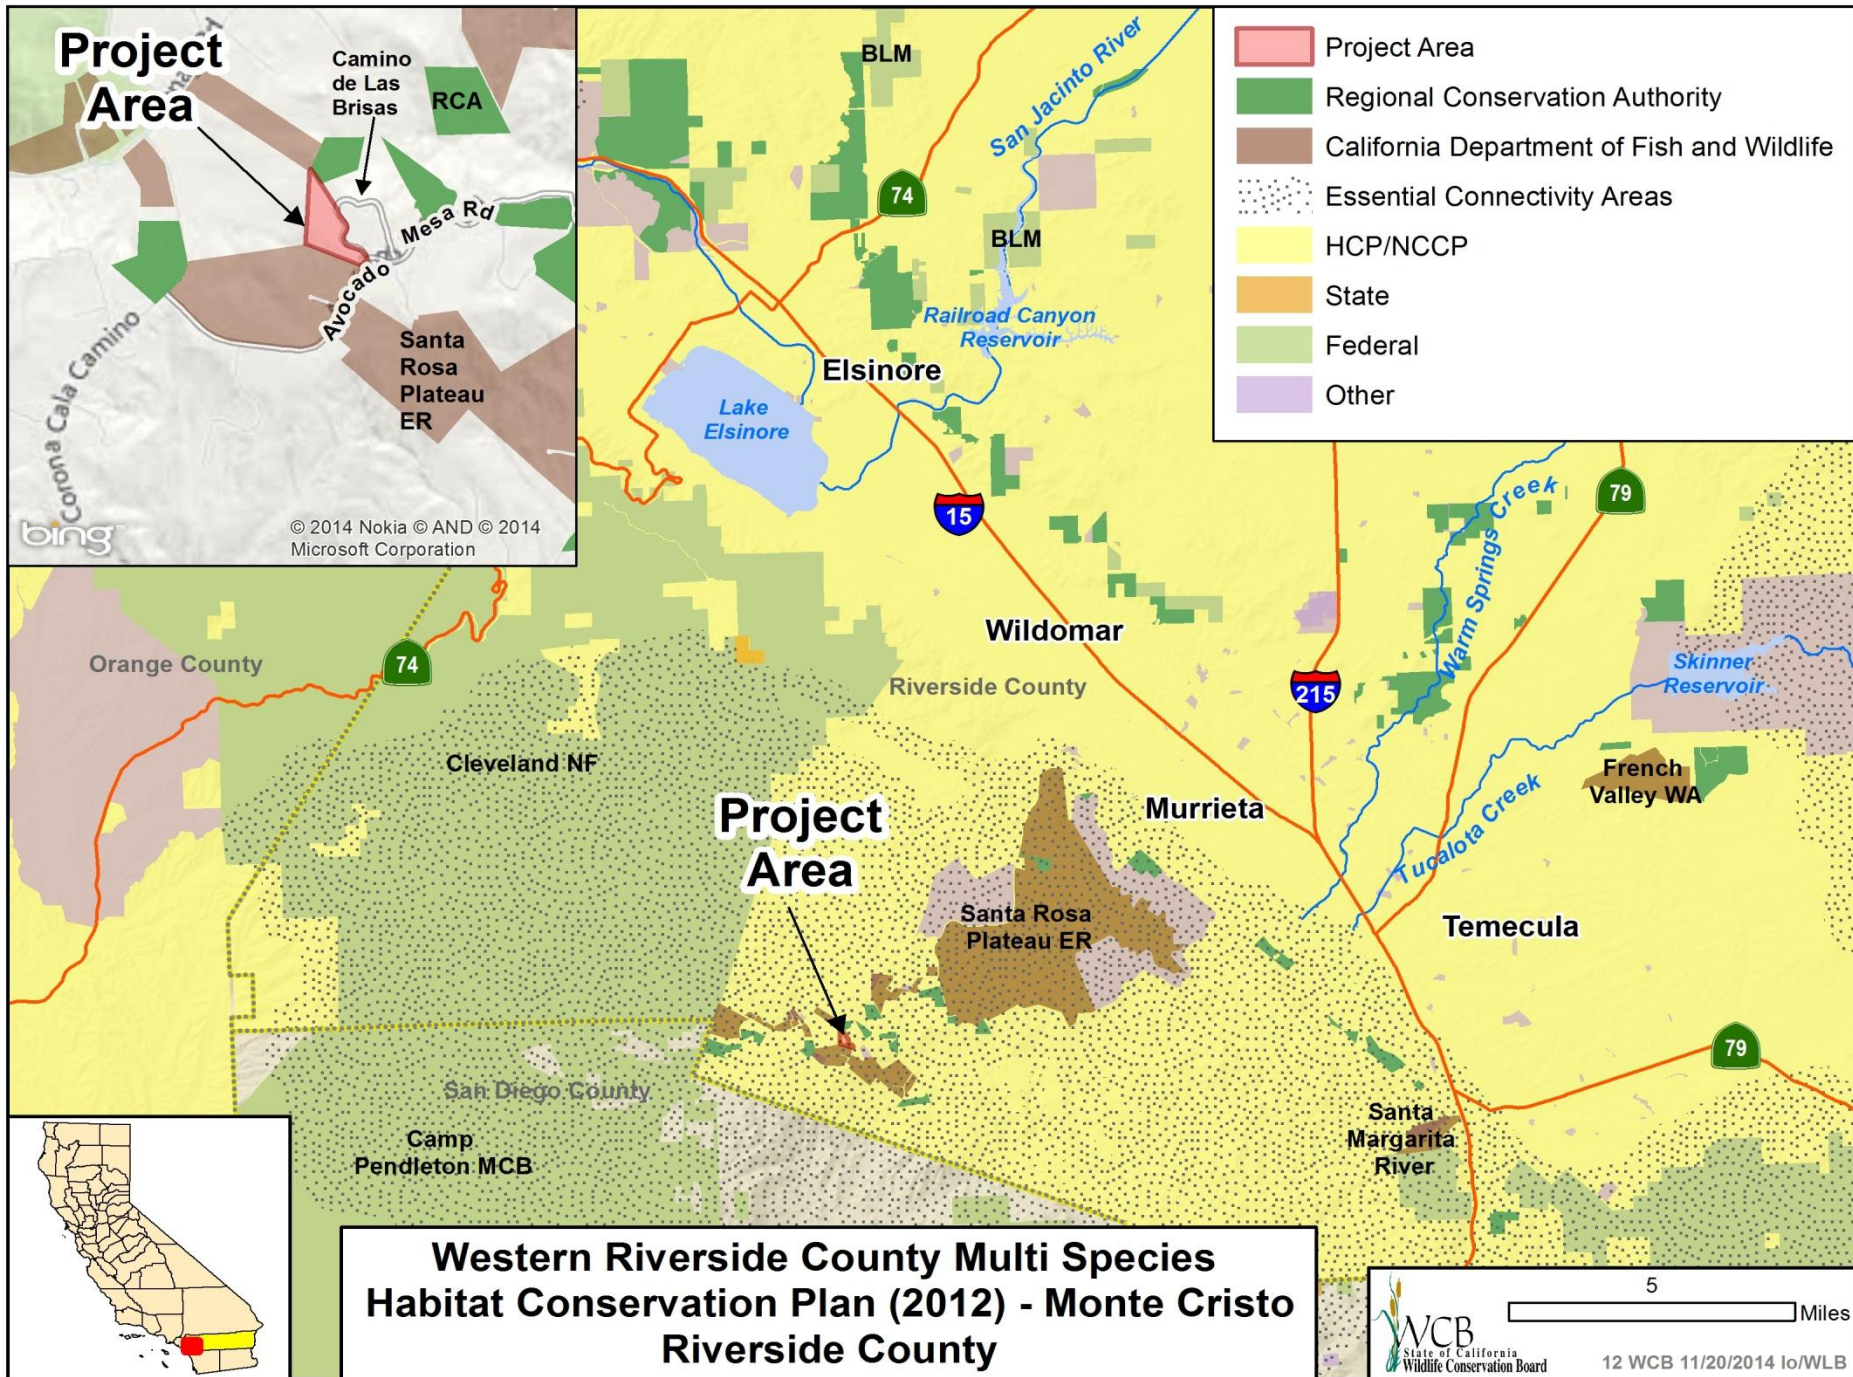 Project
Area
Camino
de Las
Brisas
RCA
Mesa Rd
Avocado
Santa
Rosa
Plateau
ER
Corona Cala Camino
bing
© 2014 Nokia © AND © 2014
Microsoft Corporation
BLM
San Jacinto River
74
BLM
Railroad Canyon
Reservoir
Elsinore
Lake
Elsinore
15
Project Area
Regional Conservation Authority
California Department of Fish and Wildlife
Essential Connectivity Areas
HCP/NCCP
State
Federal
Other
79
Warm Springs Creek
Wildomar
Orange County
74
Riverside County
215
Skinner
Reservoir
Cleveland NF
French
Valley WA
Project
Area
Murrieta
Tucalota Creek
Santa Rosa
Plateau ER
Temecula
79
San Diego County
Camp
Pendleton MCB
Santa
Margarita
River
Western Riverside County Multi Species
Habitat Conservation Plan (2012) - Monte Cristo
Riverside County
5
Miles
WCB
State of California
Wildlife Conservation Board
12 WCB 11/20/2014 lo/WLB